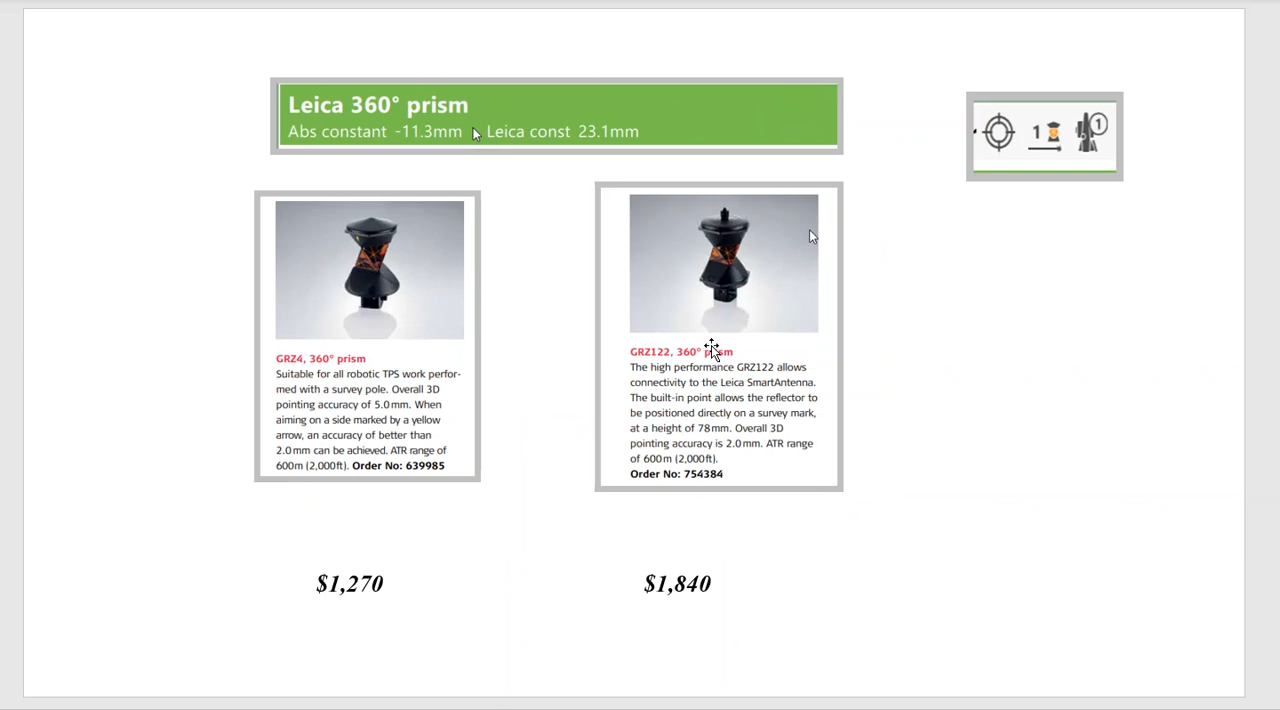 Leica 360° prism
Abs constant -11.3mm Leica const 23.1mm
1 1
GRZ4, 360° prism
Suitable for all robotic TPS work perfor-
med with a survey pole. Overall 3D
pointing accuracy of 5.0mm. When
aiming on a side marked by a yellow
arrow, an accuracy of better than
2.0mm can be achieved. ATR range of
600m (2,000ft). Order No: 639985
GRZ122, 360° prism
The high performance GRZ122 allows
connectivity to the Leica SmartAntenna.
The built-in point allows the reflector to
be positioned directly on a survey mark,
at a height of 78mm. Overall 3D
pointing accuracy is 2.0mm. ATR range
of 600m (2,000ft).
Order No: 754384
$1,270
$1,840